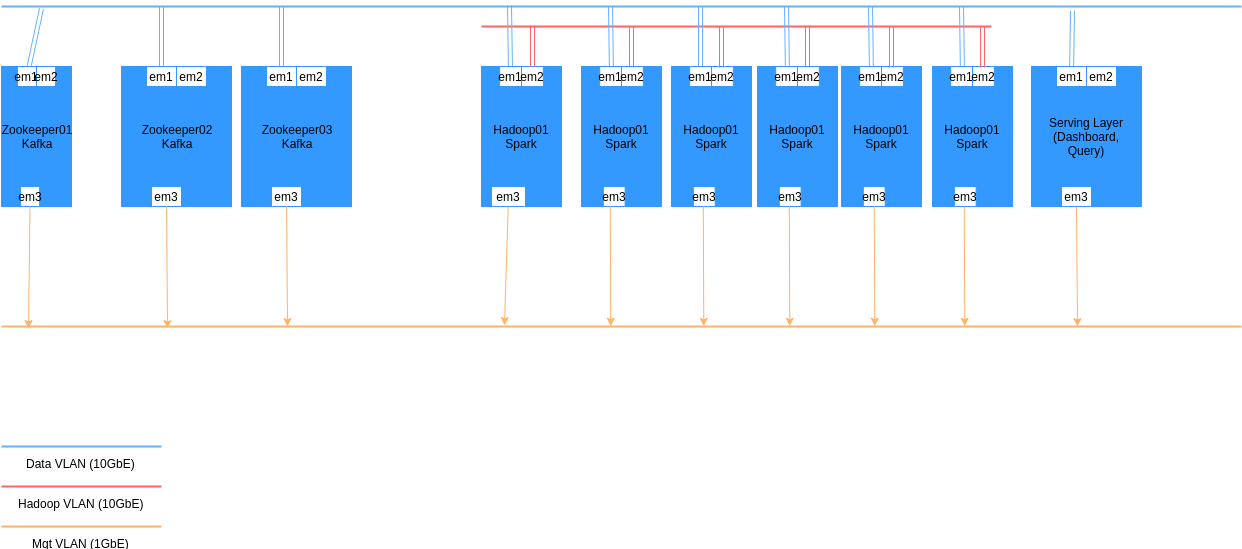 em1 em2
em1 em2
em1 em2
em1 em2
em1 em2
em1 em2
em1 em2
em1 em2
em1 em2
em1 em2
Zookeeper01
Kafka
Zookeeper02
Kafka
Zookeeper03
Kafka
Hadoop01
Spark
Hadoop01
Spark
Hadoop01
Spark
Hadoop01
Spark
Hadoop01
Spark
Hadoop01
Spark
Serving Layer
(Dashboard,
Query)
em3
em3
em3
em3
em3
em3
em3
em3
em3
em3
Data VLAN (10GbE)
Hadoop VLAN (10GbE)
Mgt VLAN (1GbE)